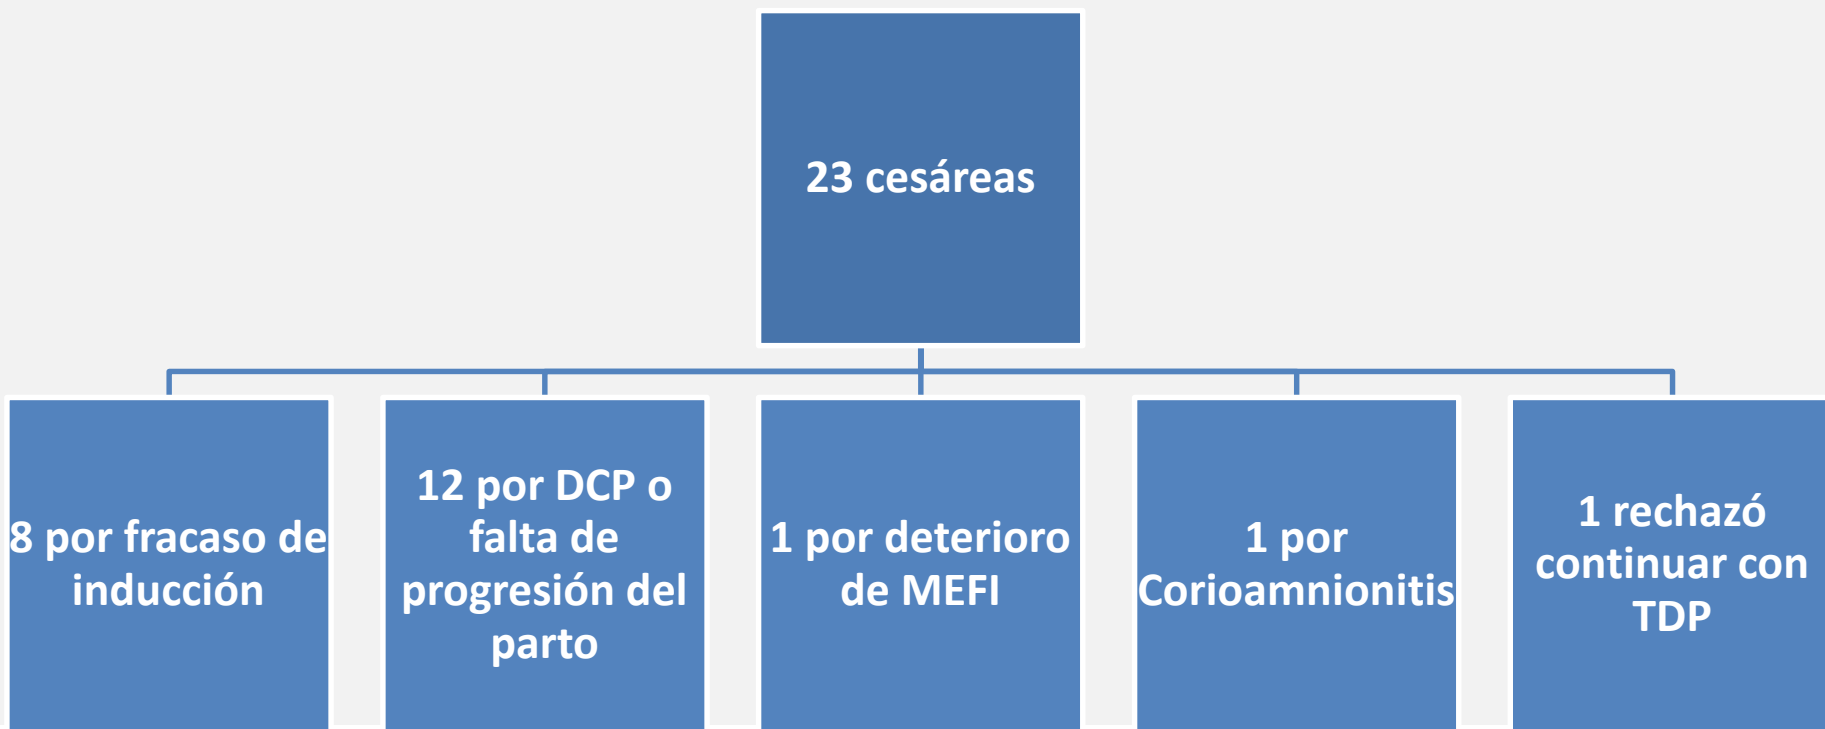 23 cesáreas
8 por fracaso de
inducción
12 por DCP o
falta de
progresión del
parto
1 por deterioro
de MEFI
1 por
Corioamnionitis
1 rechazó
continuar con
TDP